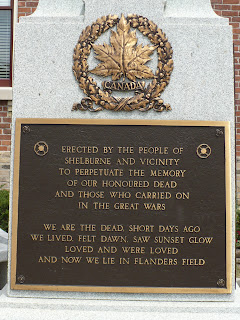 CANADA
ERECTED BY THE PEOPLE OF
SHELBURNE AND VICINITY
TO PERPETUATE THE MEMORY
OF OUR HONOURED DEAD
AND THOSE WHO CARRIED ON
IN THE GREAT WARS
WE ARE THE DEAD, SHORT DAYS AGO
WE LIVED, FELT DAWN, SAW SUNSET GLOW
LOVED AND WERE LOVED
AND NOW WE LIE IN FLANDERS FIELD